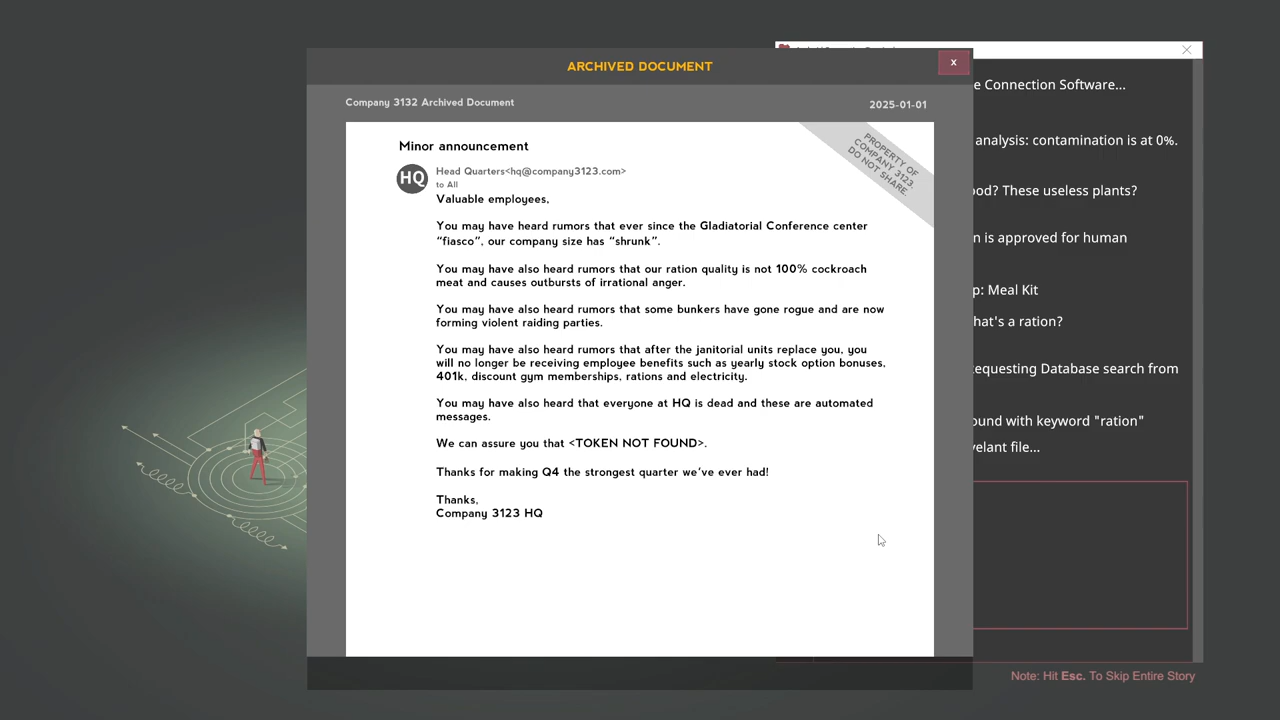 ARCHIVED DOCUMENT
x
Company 3132 Archived Document
2025-01-01
PROPERTY OF
COMPANY 3123.
DO NOT SHARE.
Minor announcement
HQ
Head Quarters<hq@company3123.com>
to All
Valuable employees,
You may have heard rumors that ever since the Gladiatorial Conference center
"fiasco", our company size has "shrunk".
You may have also heard rumors that our ration quality is not 100% cockroach
meat and causes outbursts of irrational anger.
You may have also heard rumors that some bunkers have gone rogue and are now
forming violent raiding parties.
You may have also heard rumors that after the janitorial units replace you, you
will no longer be receiving employee benefits such as yearly stock option bonuses,
401k, discount gym memberships, rations and electricity.
You may have also heard that everyone at HQ is dead and these are automated
messages.
We can assure you that <TOKEN NOT FOUND>.
Thanks for making Q4 the strongest quarter we've ever had!
Thanks,
Company 3123 HQ
e Connection Software...
analysis: contamination is at 0%.
ood? These useless plants?
n is approved for human
p: Meal Kit
hat's a ration?
equesting Database search from
ound with keyword "ration"
velant file...
Note: Hit Esc. To Skip Entire Story